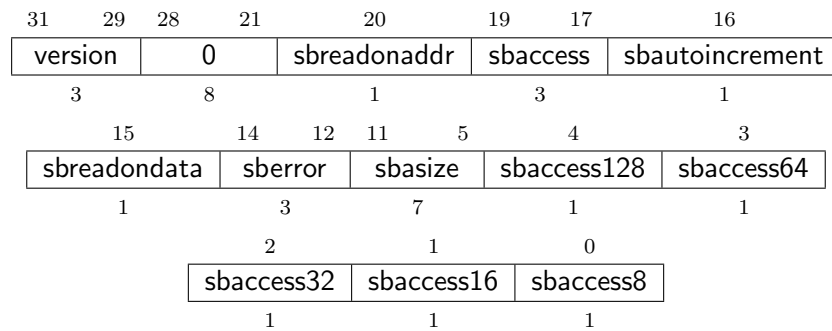 31 29 28 21 20 19 17 16
version 0 sbreadonaddr sbaccess sbautoincrement
3 8 1 3 1
15 14 12 11 5 4 3
sbreadondata sberror sbasize sbaccess128 sbaccess64
1 3 7 1 1
2 1 0
sbaccess32 sbaccess16 sbaccess8
1 1 1